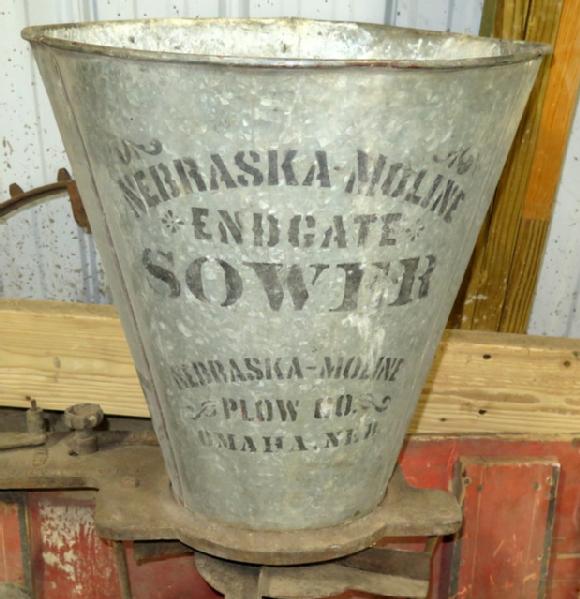 NEBRASKA-MOLINE
ENDGATE
SOWER
NEBRASKA-MOLINE
PLOW CO.
OMAHA, NEB.